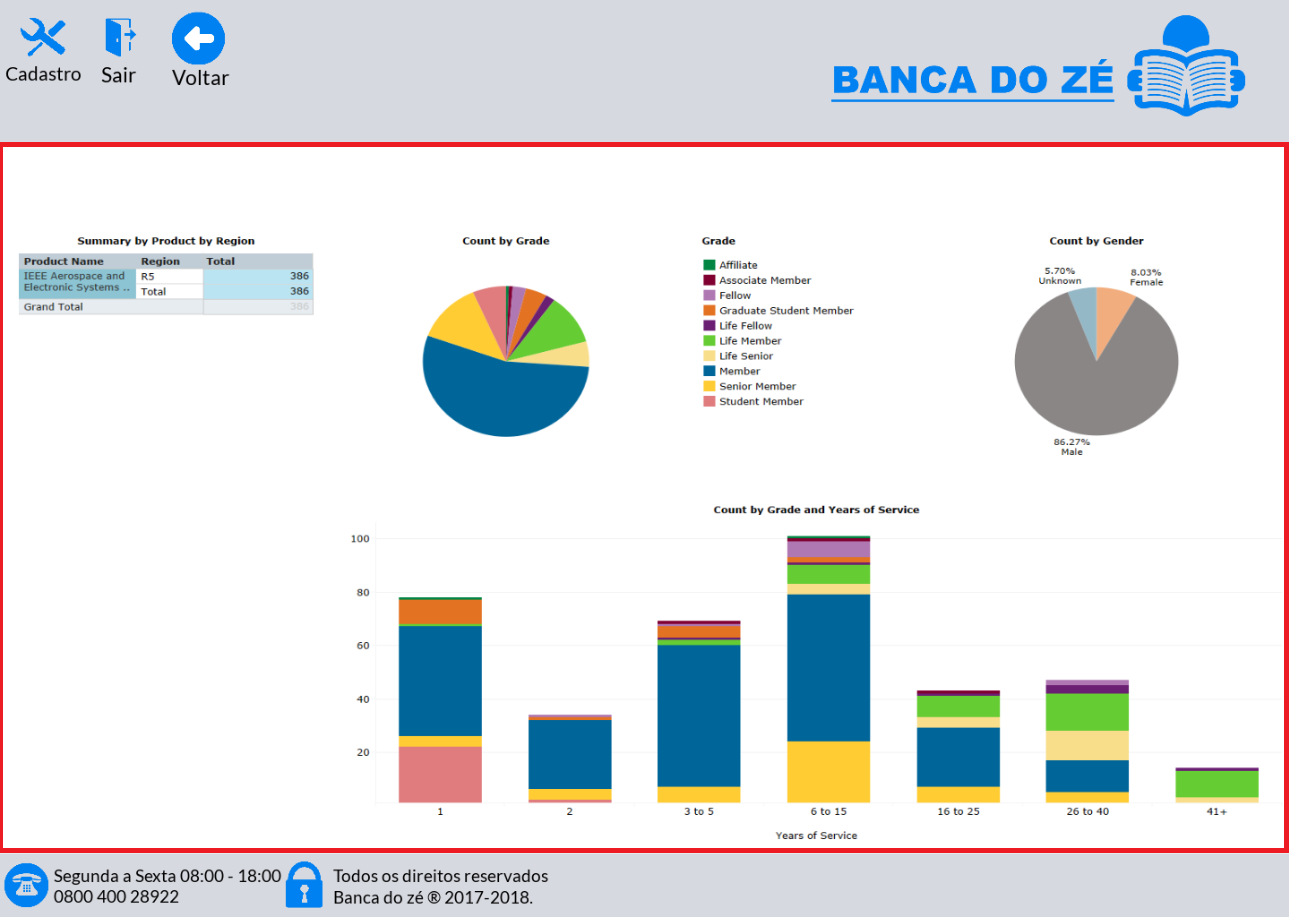 Cadastro
Sair
Voltar
BANCA DO ZÉ
Summary by Product by Region
Product Name Region Total
IEEE Aerospace and
Electronic Systems ..
R5 386
Total 386
Grand Total 386
Count by Grade
Grade
Affiliate
Associate Member
Fellow
Graduate Student Member
Life Fellow
Life Member
Life Senior
Member
Senior Member
Student Member
Count by Gender
5.70%
Unknown
8.03%
Female
86.27%
Male
Count by Grade and Years of Service
100
80
60
40
20
1 2 3 to 5 6 to 15 16 to 25 26 to 40 41+
Years of Service
Segunda a Sexta 08:00 - 18:00
0800 400 28922
Todos os direitos reservados
Banca do zé ® 2017-2018.